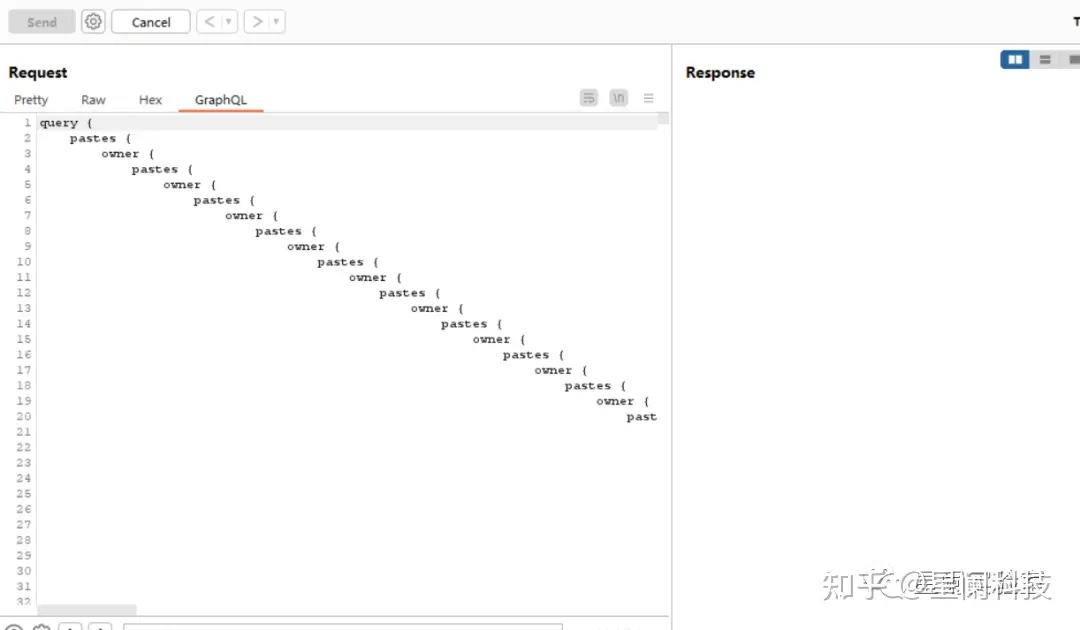 Send Cancel < >
T
Request
Pretty Raw Hex GraphQL \n
1 query {
2 pastes {
3 owner {
4 pastes {
5 owner {
6 pastes {
7 owner {
8 pastes {
9 owner {
10 pastes {
11 owner {
12 pastes {
13 owner {
14 pastes {
15 owner {
16 pastes {
17 owner {
18 pastes {
19 owner {
20 past
21
22
23
24
25
26
27
28
29
30
31
32
Response
知乎 @星阑科技